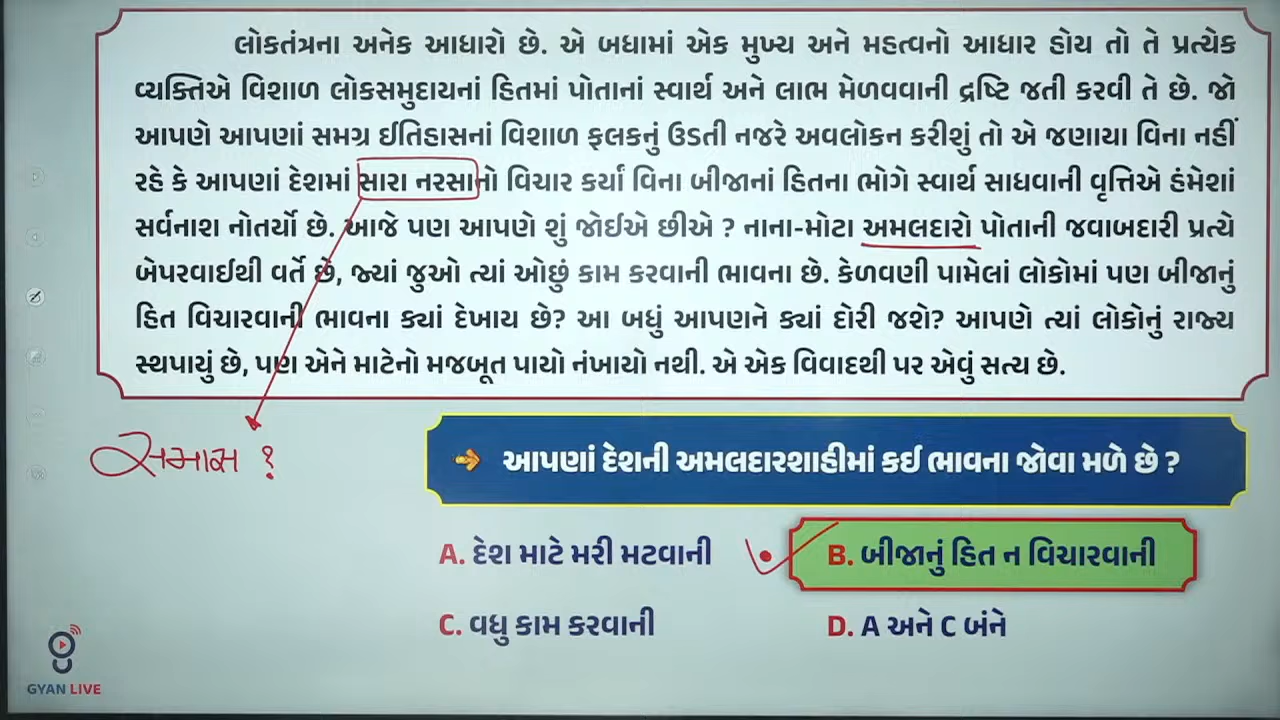 લોકતંત્રના અનેક આધારો છે. એ બધામાં એક મુખ્ય અને મહત્વનો આધાર હોય તો તે પ્રત્યેક
વ્યક્તિએ વિશાળ લોકસમુદાયનાં હિતમાં પોતાનાં સ્વાર્થ અને લાભ મેળવવાની દ્રષ્ટિ જતી કરવી તે છે. જો
આપણે આપણાં સમગ્ર ઈતિહાસનાં વિશાળ ફલકનું ઉડતી નજરે અવલોકન કરીશું તો એ જણાયા વિના નહીં
રહે કે આપણાં દેશમાં સારા નરસાનો વિચાર કર્યાં વિના બીજાનાં હિતના ભોગે સ્વાર્થ સાધવાની વૃત્તિએ હંમેશાં
સર્વનાશ નોતર્યો છે. આજે પણ આપણે શું જોઈએ છીએ ? નાના-મોટા અમલદારો પોતાની જવાબદારી પ્રત્યે
બેપરવાઈથી વર્તે છે, જ્યાં જુઓ ત્યાં ઓછું કામ કરવાની ભાવના છે. કેળવણી પામેલાં લોકોમાં પણ બીજાનું
હિત વિચારવાની ભાવના ક્યાં દેખાય છે? આ બધું આપણને ક્યાં દોરી જશે? આપણે ત્યાં લોકોનું રાજ્ય
સ્થપાયું છે, પણ એને માટેનો મજબૂત પાયો નંખાયો નથી. એ એક વિવાદથી પર એવું સત્ય છે.
સમાસ ?
આપણાં દેશની અમલદારશાહીમાં કઈ ભાવના જોવા મળે છે ?
A. દેશ માટે મરી મટવાની
B. બીજાનું હિત ન વિચારવાની
C. વધુ કામ કરવાની
D. A અને C બંને
GYAN LIVE